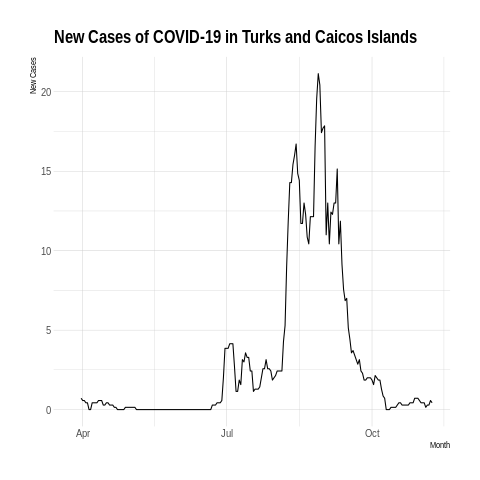 New Cases of COVID-19 in Turks and Caicos Islands
New Cases
20
15
10
5
0
Apr
Jul
Oct
Month